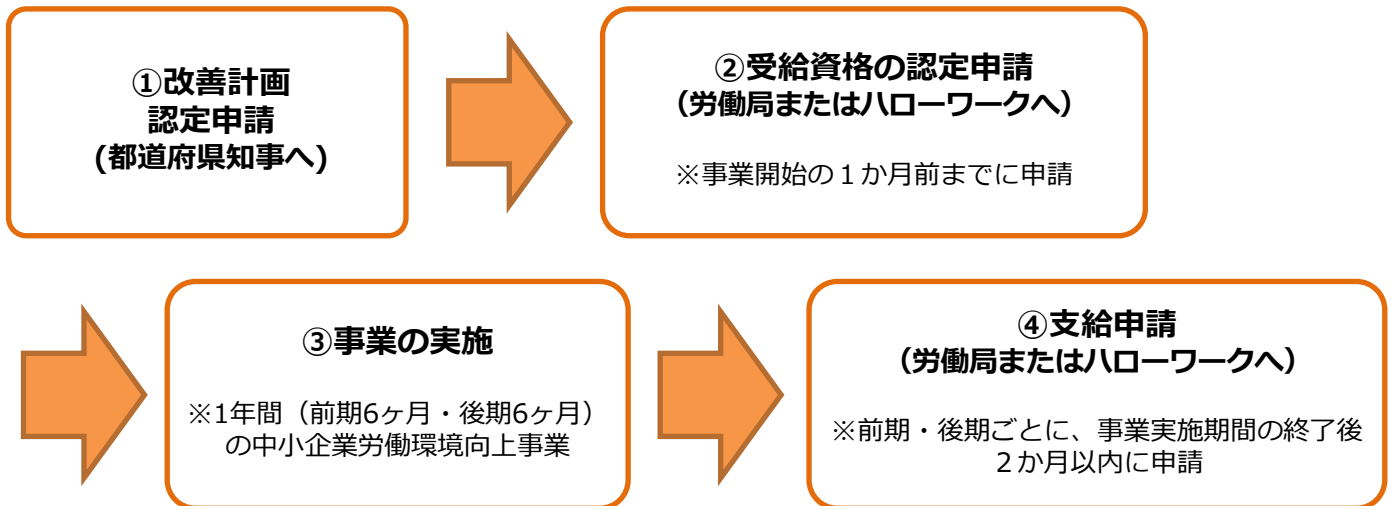 ①改善計画
認定申請
(都道府県知事へ)
②受給資格の認定申請
（労働局またはハローワークへ）
※事業開始の１か月前までに申請
③事業の実施
※1年間（前期6ヶ月・後期6ヶ月）
の中小企業労働環境向上事業
④支給申請
（労働局またはハローワークへ）
※前期・後期ごとに、事業実施期間の終了後
２か月以内に申請